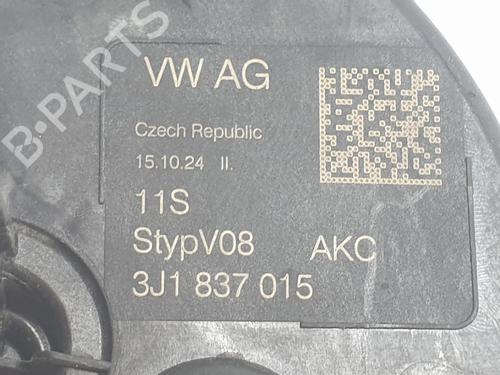 B-PARTS
VW AG
Czech Republic
15.10.24 II.
11S
StypV08 AKC
3J1 837 015